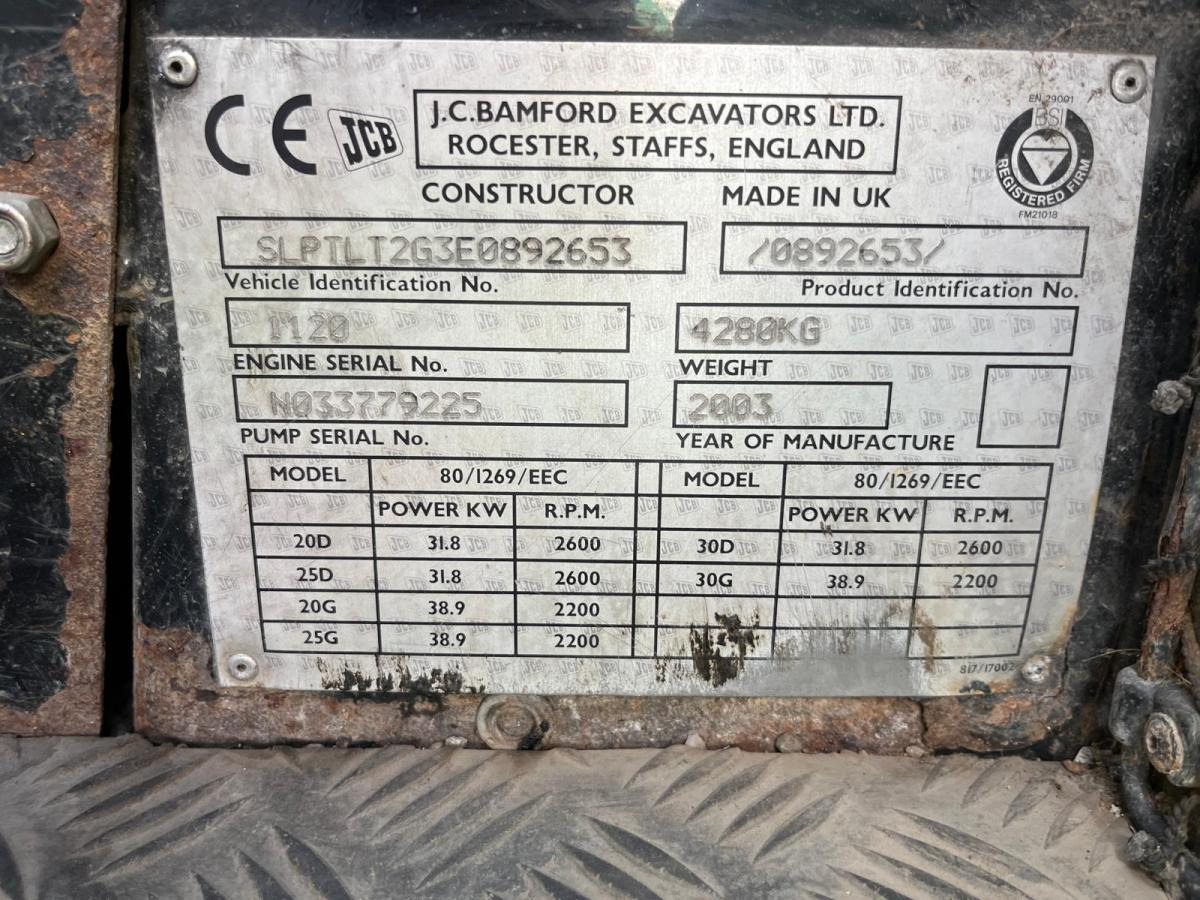 CE JCB J.C.BAMFORD EXCAVATORS LTD.
ROCESTER, STAFFS, ENGLAND
EN 29001
BSI
REGISTERED FIRM
FM21018
CONSTRUCTOR MADE IN UK
SLPTLT2G3E0892653 /0892653/
Vehicle Identification No. Product Identification No.
1120 4280KG
ENGINE SERIAL No. WEIGHT
N033779225 2003
PUMP SERIAL No. YEAR OF MANUFACTURE
MODEL 80/1269/EEC MODEL 80/1269/EEC
POWER KW R.P.M. POWER KW R.P.M.
20D 31.8 2600 30D 31.8 2600
25D 31.8 2600 30G 38.9 2200
20G 38.9 2200
25G 38.9 2200
817/17002